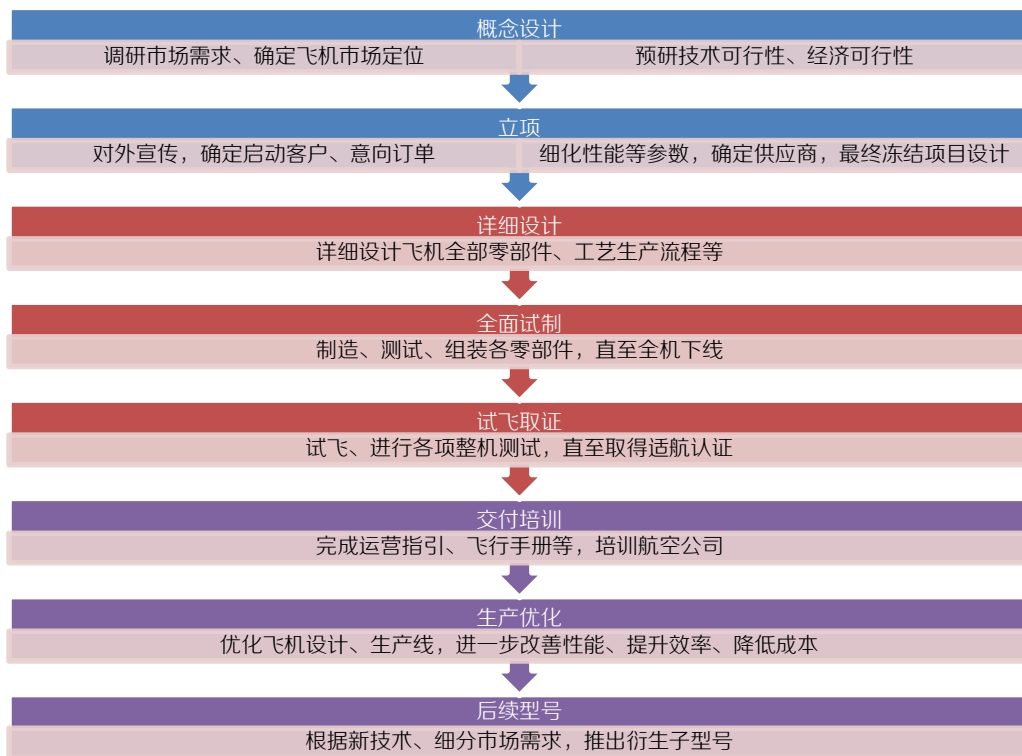 概念设计
调研市场需求、确定飞机市场定位
预研技术可行性、经济可行性
立项
对外宣传，确定启动客户、意向订单
细化性能等参数，确定供应商，最终冻结项目设计
详细设计
详细设计飞机全部零部件、工艺生产流程等
全面试制
制造、测试、组装各零部件，直至全机下线
试飞取证
试飞、进行各项整机测试，直至取得适航认证
交付培训
完成运营指引、飞行手册等，培训航空公司
生产优化
优化飞机设计、生产线，进一步改善性能、提升效率、降低成本
后续型号
根据新技术、细分市场需求，推出衍生子型号